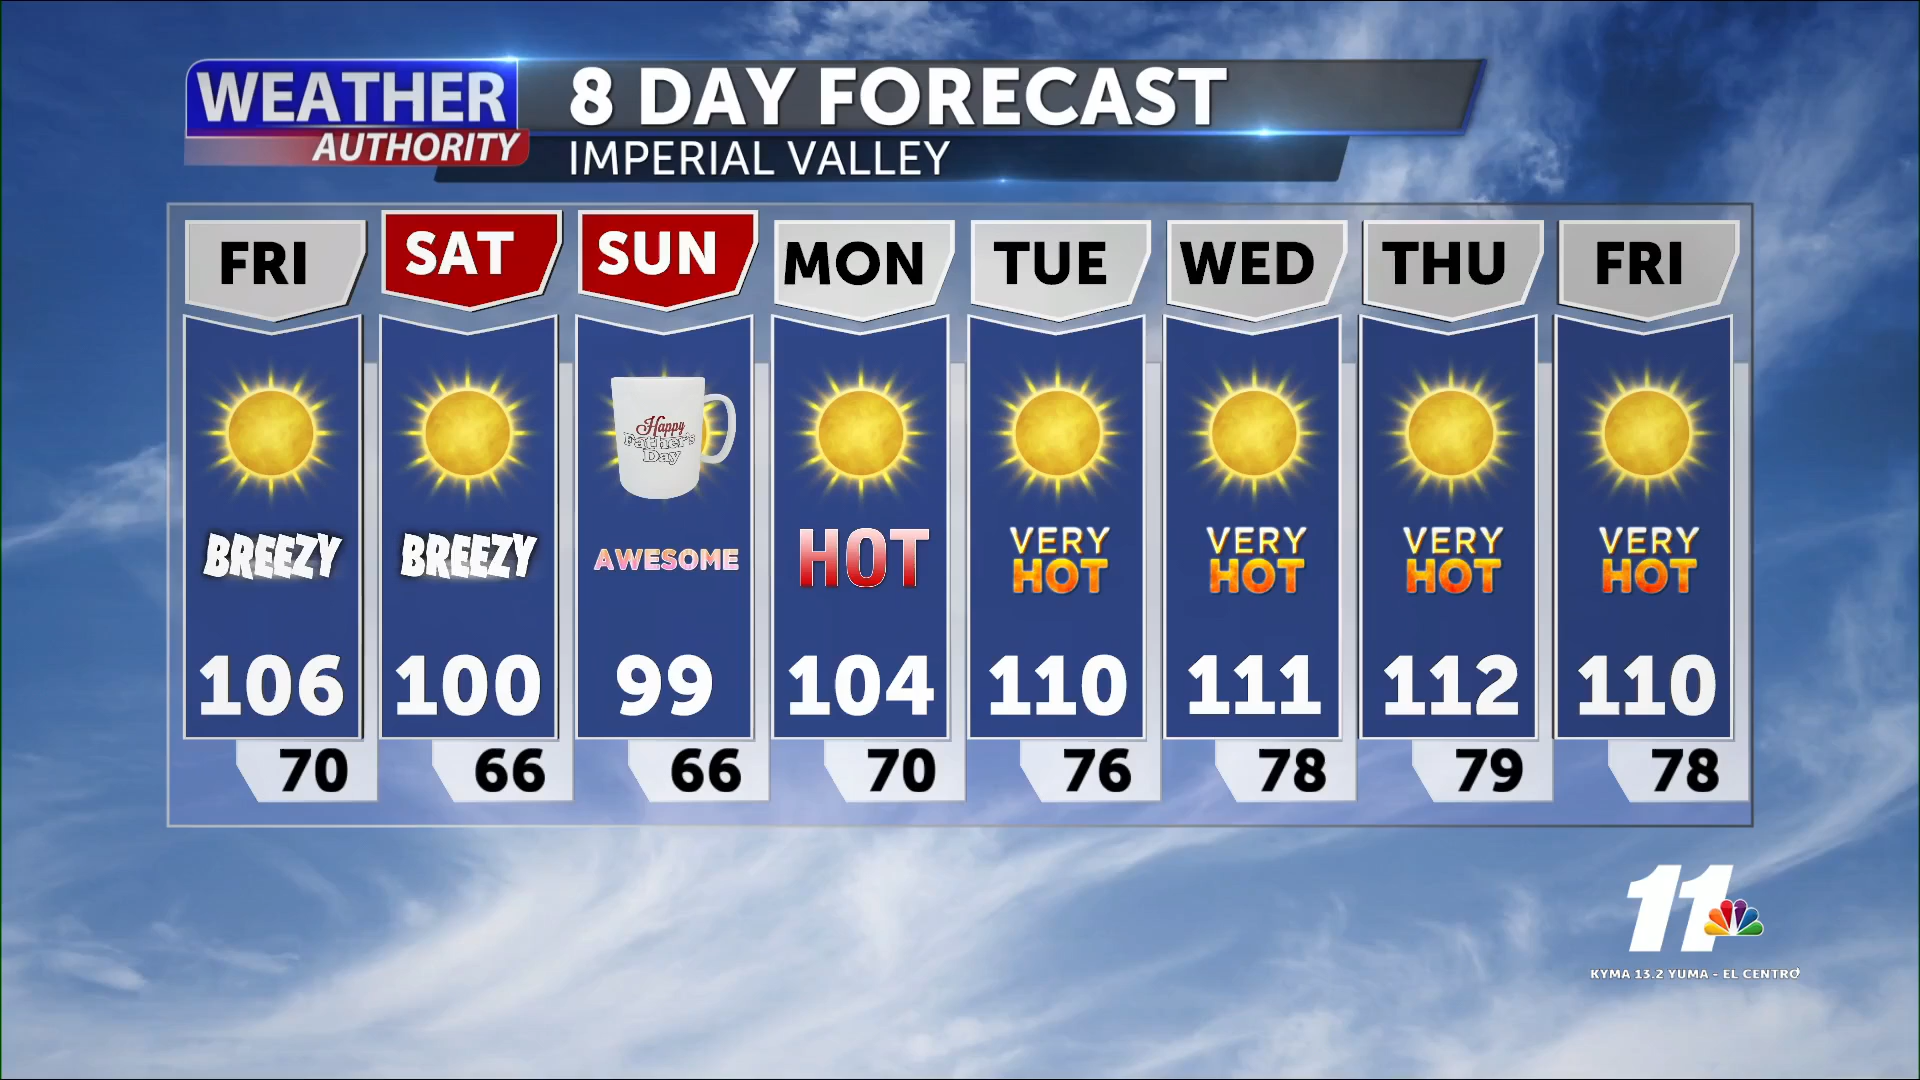 WEATHER
AUTHORITY
8 DAY FORECAST
IMPERIAL VALLEY
FRI SAT SUN MON TUE WED THU FRI
Happy
Father's
Day
BREEZY BREEZY AWESOME HOT VERY HOT VERY HOT VERY HOT VERY HOT
106 100 99 104 110 111 112 110
70 66 66 70 76 78 79 78
11
KYMA 13.2 YUMA - EL CENTRO